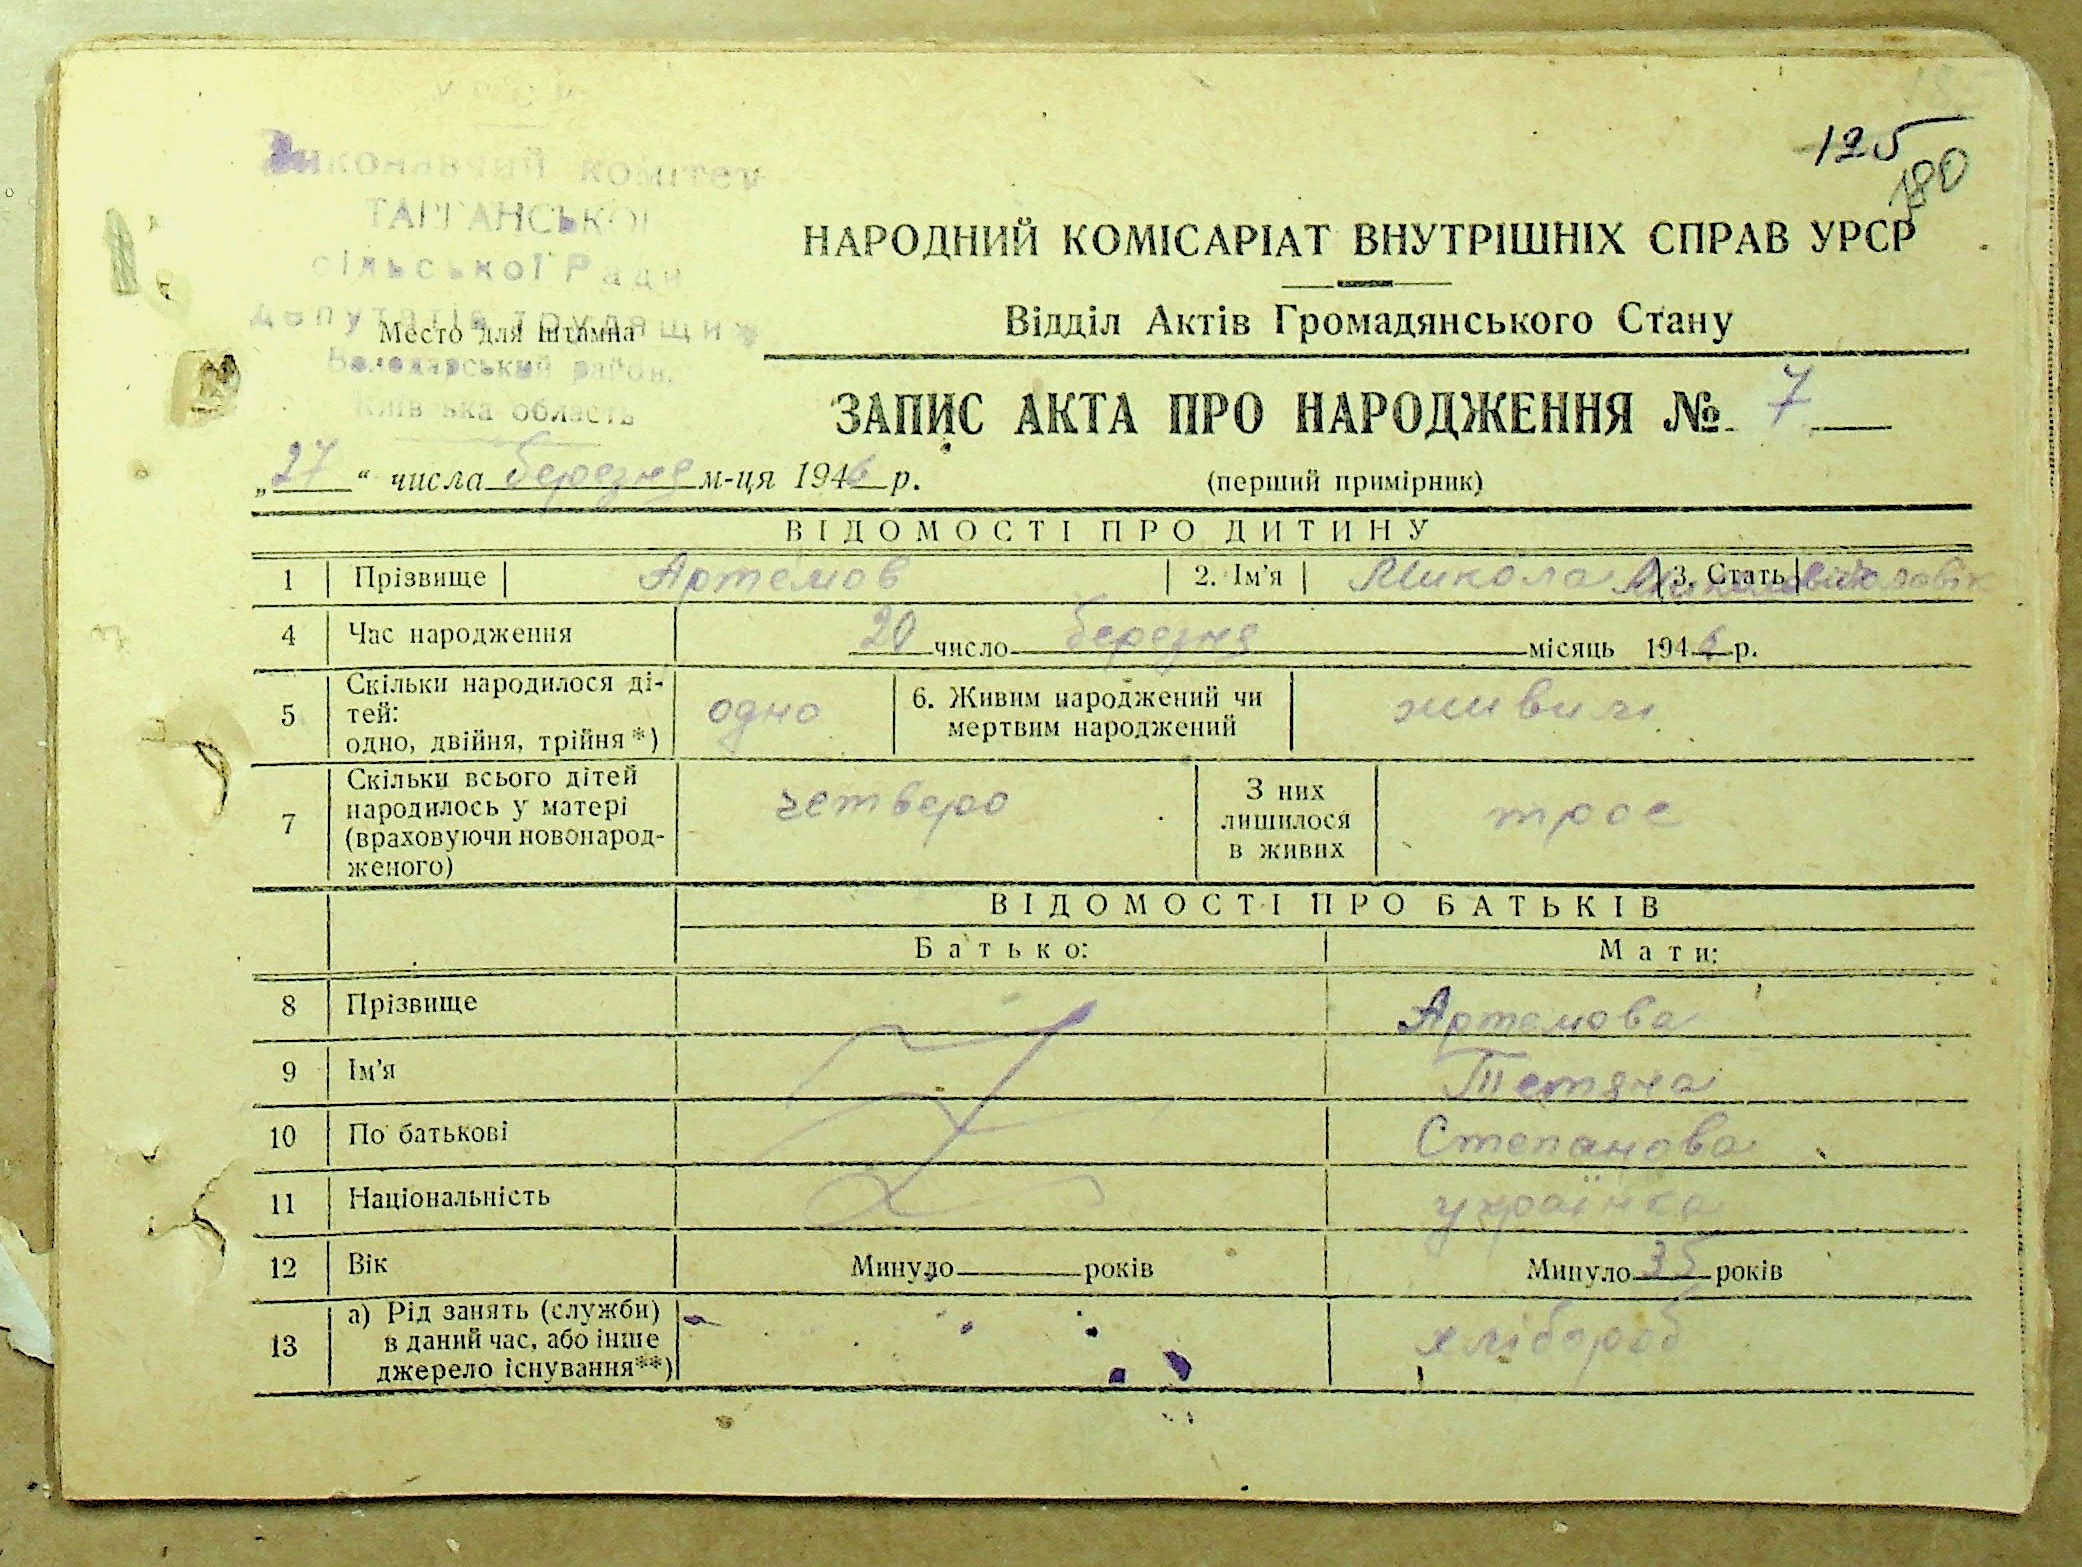 УРСР
Виконавчий комітет
ТАРГАНСЬКОЇ
сільської Ради
депутатів трудящих
Володарський район,
Київська область
Место для штампа
125
180
НАРОДНИЙ КОМІСАРІАТ ВНУТРІШНІХ СПРАВ УРСР
Відділ Актів Громадянського Стану
ЗАПИС АКТА ПРО НАРОДЖЕННЯ № 7
„27“ числа березня м-ця 1946 р. (перший примірник)
ВІДОМОСТІ ПРО ДИТИНУ
1 Прізвище Артемов 2. Ім'я Микола 3. Стать чоловік
4 Час народження 20 число березня місяць 1946 р.
5 Скільки народилося ді-
тей:
одно, двійня, трійня *) одно 6. Живим народжений чи
мертвим народжений живим
7 Скільки всього дітей
народилось у матері
(враховуючи новонарод-
женого) четверо З них
лишилося
в живих троє
ВІДОМОСТІ ПРО БАТЬКІВ
Батько: Мати:
8 Прізвище Артемова
9 Ім'я Тетяна
10 По батькові Степанова
11 Національність українка
12 Вік Минуло років Минуло 35 років
13 а) Рід занять (служби)
в даний час, або інше
джерело існування**) хлібороб